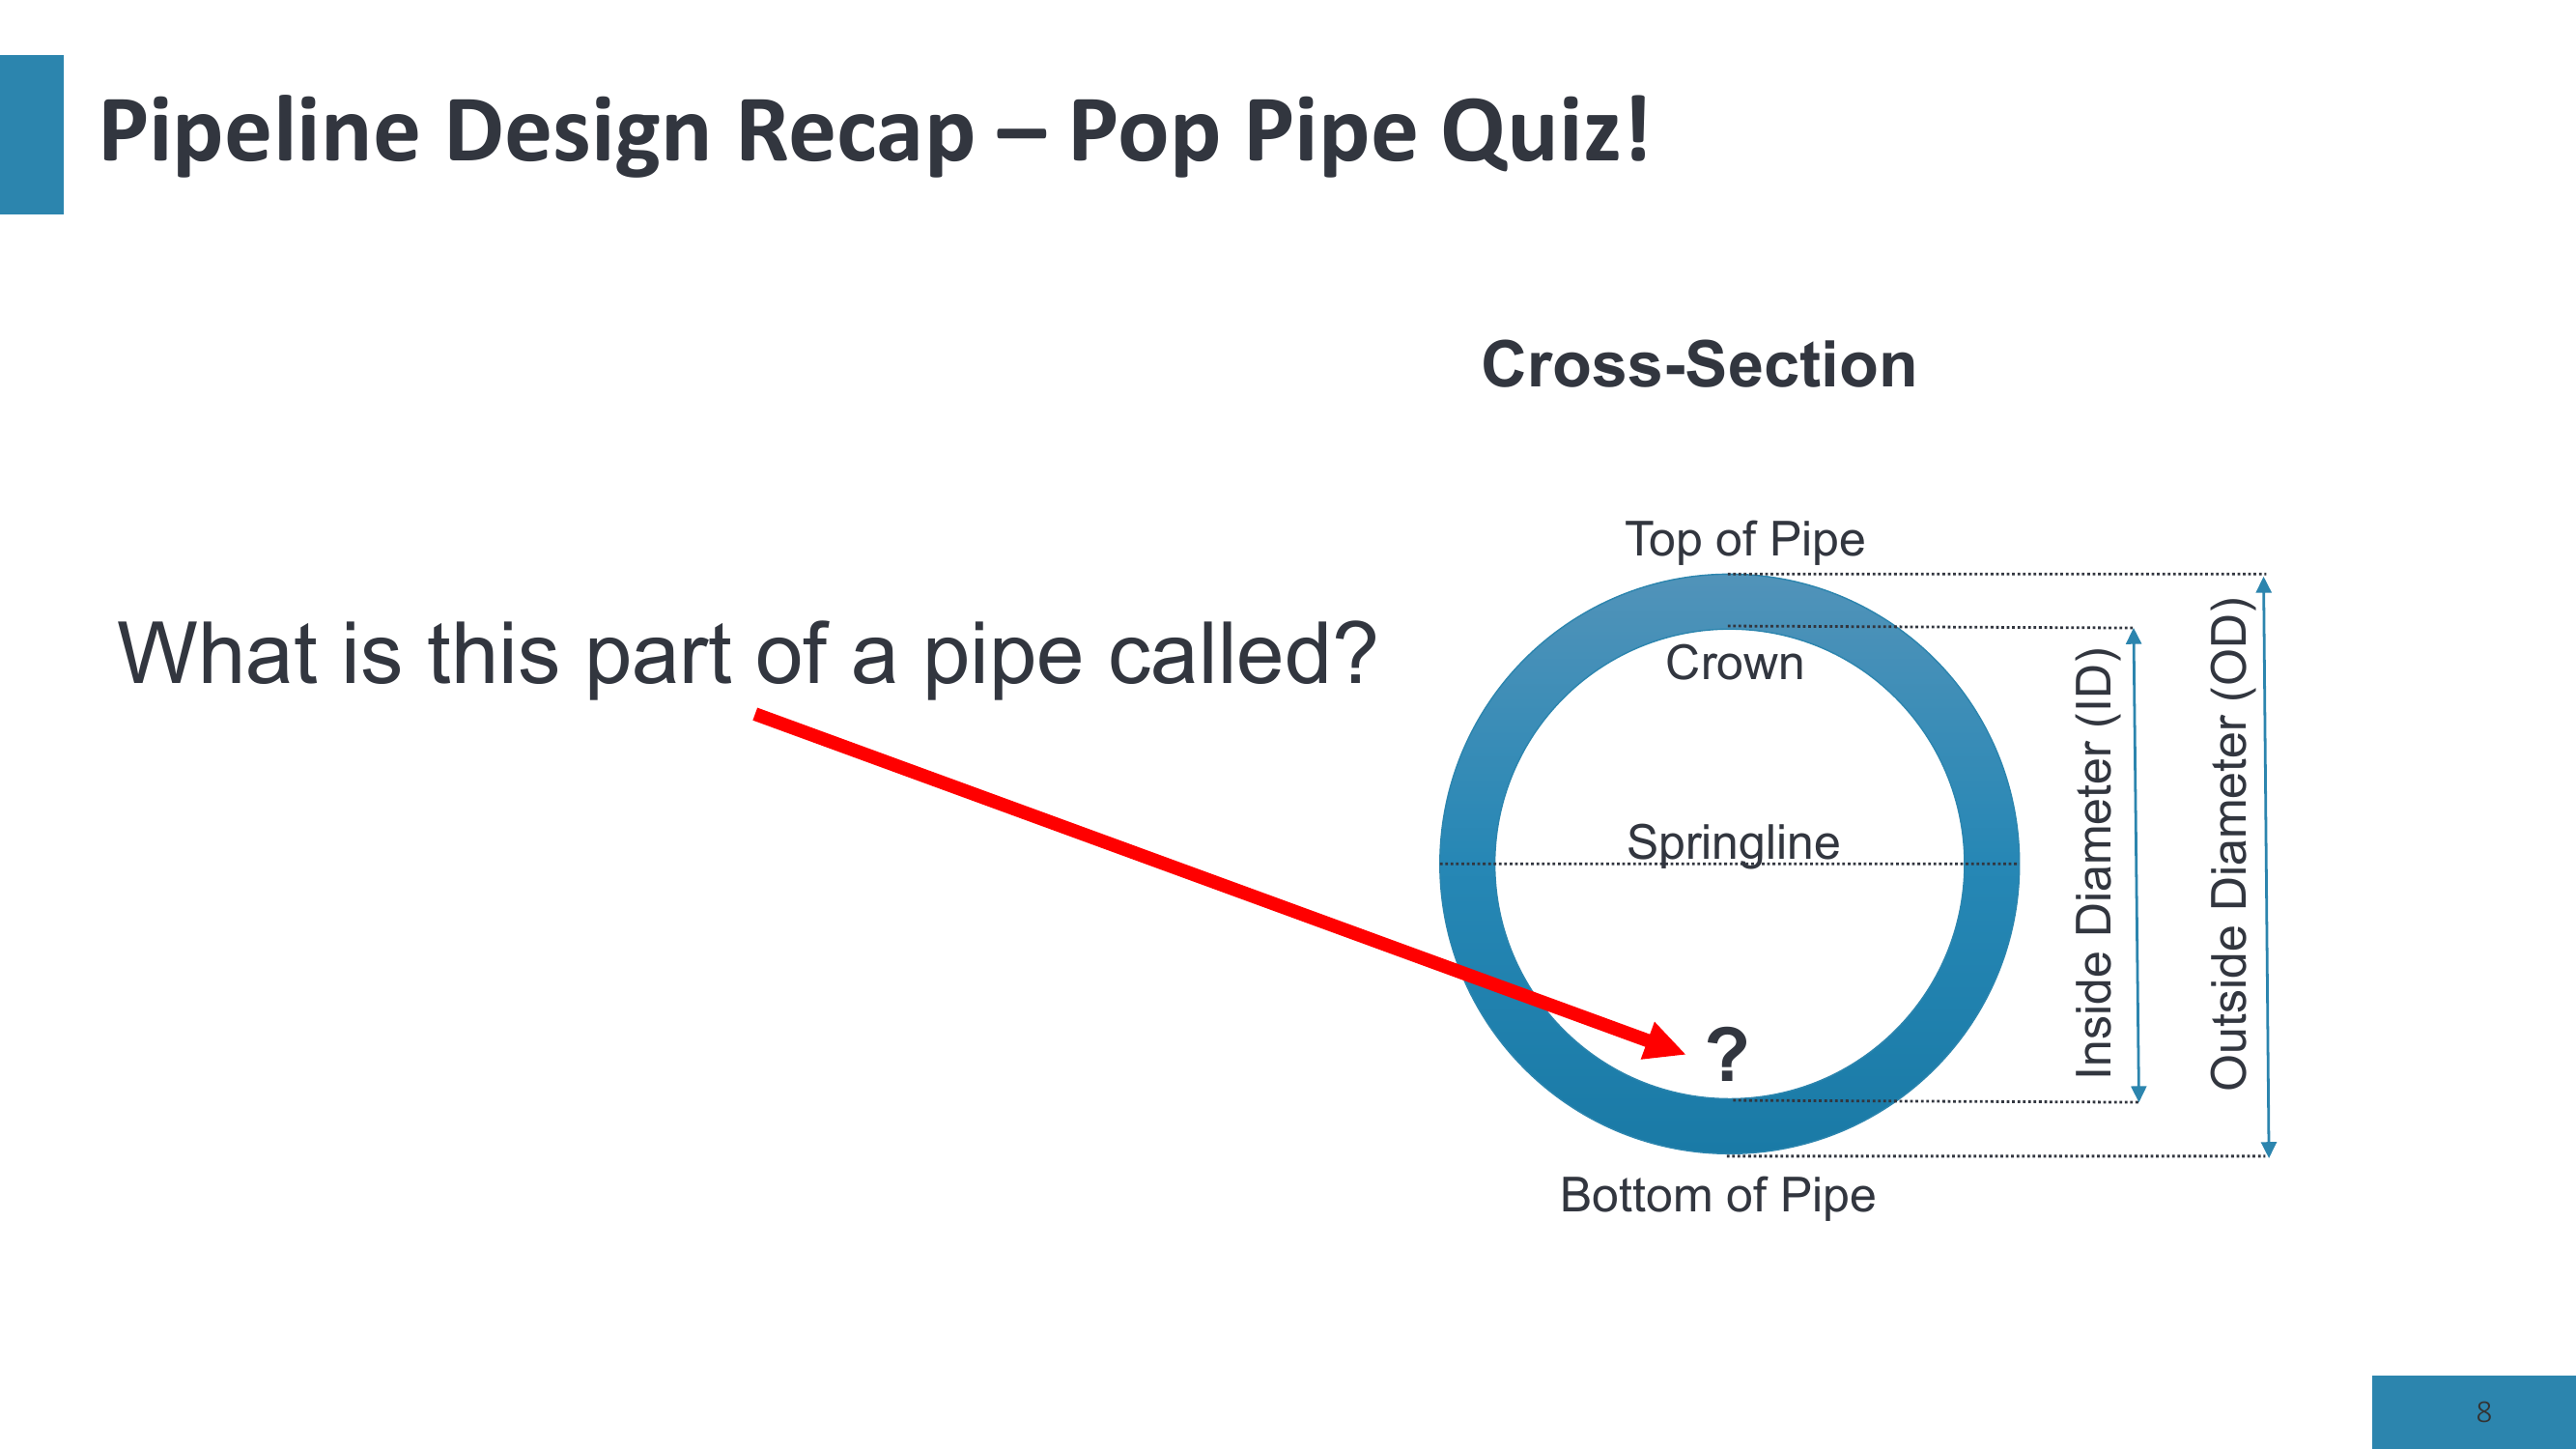 Pipeline Design Recap – Pop Pipe Quiz!
Cross-Section
What is this part of a pipe called?
Top of Pipe
Crown
Springline
?
Bottom of Pipe
Inside Diameter (ID)
Outside Diameter (OD)
8